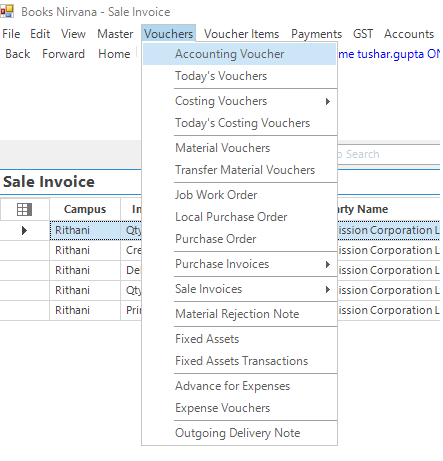 Books Nirvana - Sale Invoice
File Edit View Master Vouchers Voucher Items Payments GST Accounts
Back Forward Home me tushar.gupta
Accounting Voucher
Today's Vouchers
Costing Vouchers
Today's Costing Vouchers
to Search
Material Vouchers
Transfer Material Vouchers
Sale Invoice
Job Work Order
Campus arty Name
Local Purchase Order
Rithani Qty ission Corporation L
Purchase Order
Rithani Cre ission Corporation L
Purchase Invoices
Rithani Del ission Corporation L
Sale Invoices
Rithani Qty ission Corporation L
Material Rejection Note
Rithani Prin ission Corporation L
Fixed Assets
Fixed Assets Transactions
Advance for Expenses
Expense Vouchers
Outgoing Delivery Note